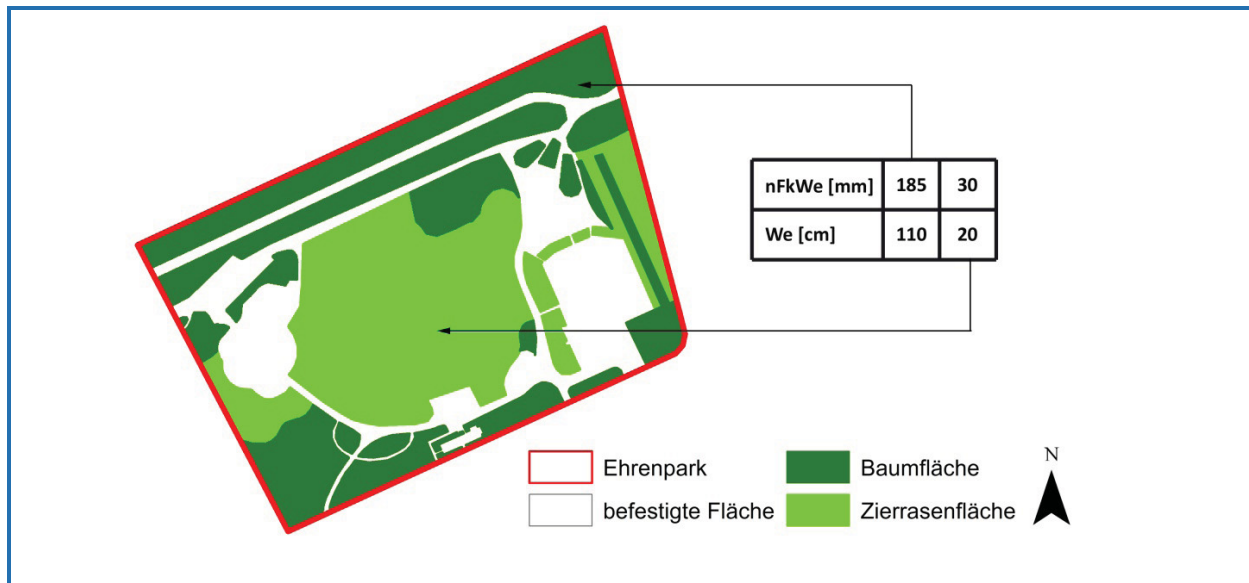 nFkWe [mm] 185 30
We [cm] 110 20
Ehrenpark Baumfläche
befestigte Fläche Zierrasenfläche
N